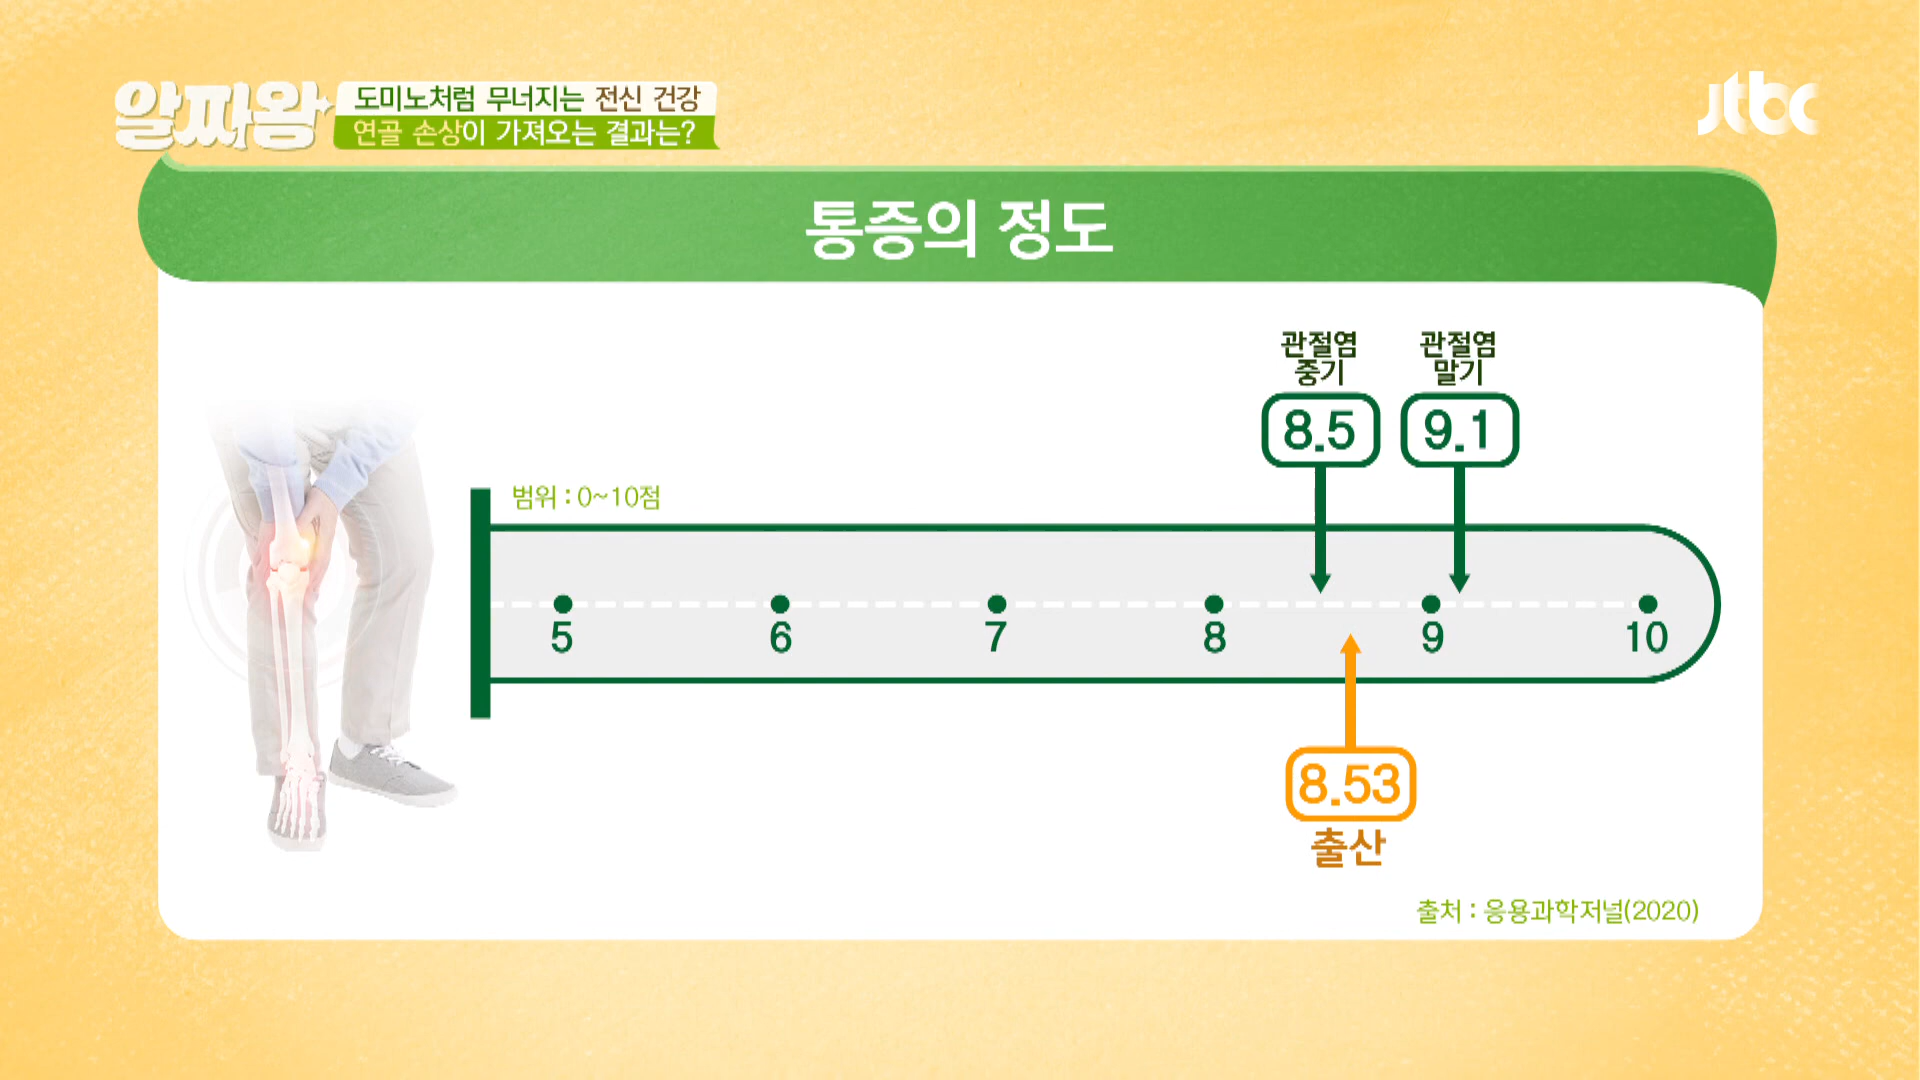 알짜왕
도미노처럼 무너지는 전신 건강
연골 손상이 가져오는 결과는?
jtbc
통증의 정도
관절염
중기
8.5
관절염
말기
9.1
범위 : 0~10점
5 6 7 8 9 10
8.53
출산
출처 : 응용과학저널(2020)